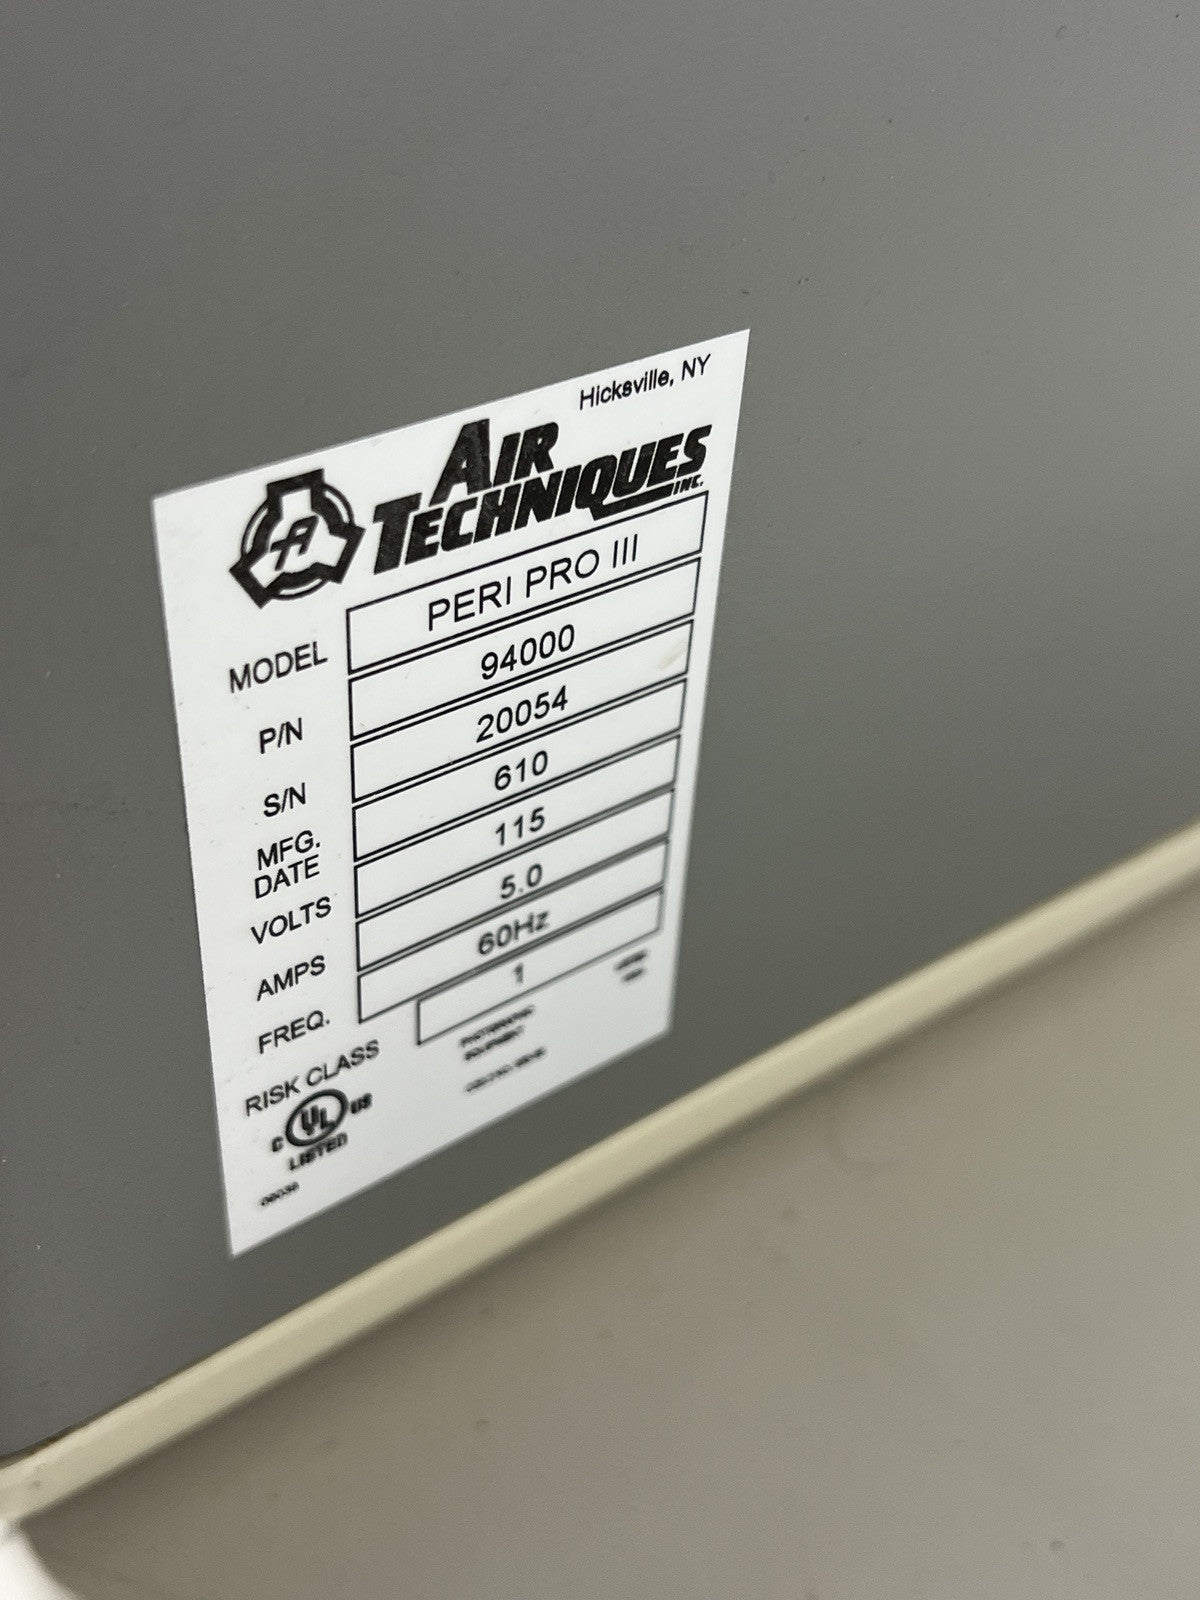 Hicksville, NY
A
AIR
TECHNIQUES
INC.
MODEL PERI PRO III
P/N 94000
S/N 20054
MFG. DATE 610
VOLTS 115
AMPS 5.0
FREQ. 60Hz
RISK CLASS 1
C UL US
LISTED
EQUIPMENT